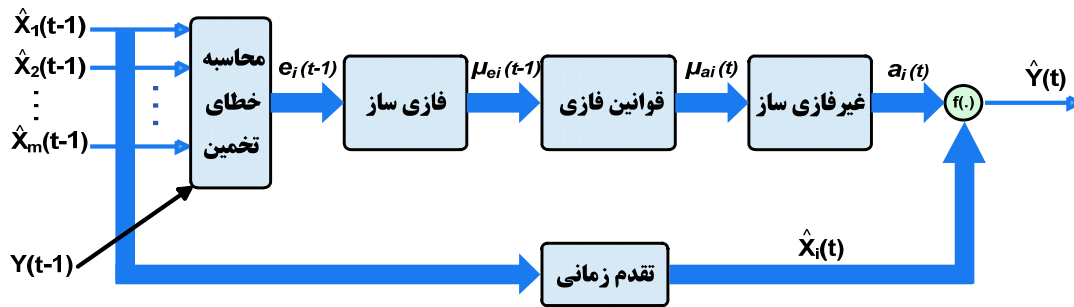 X̂1(t-1)
X̂2(t-1)
X̂m(t-1)
Y(t-1)
محاسبه
خطای
تخمین
ei (t-1)
فازی ساز
μei (t-1)
قوانین فازی
μai (t)
غیرفازی ساز
ai (t)
f(.)
Ŷ(t)
تقدم زمانی
X̂i(t)